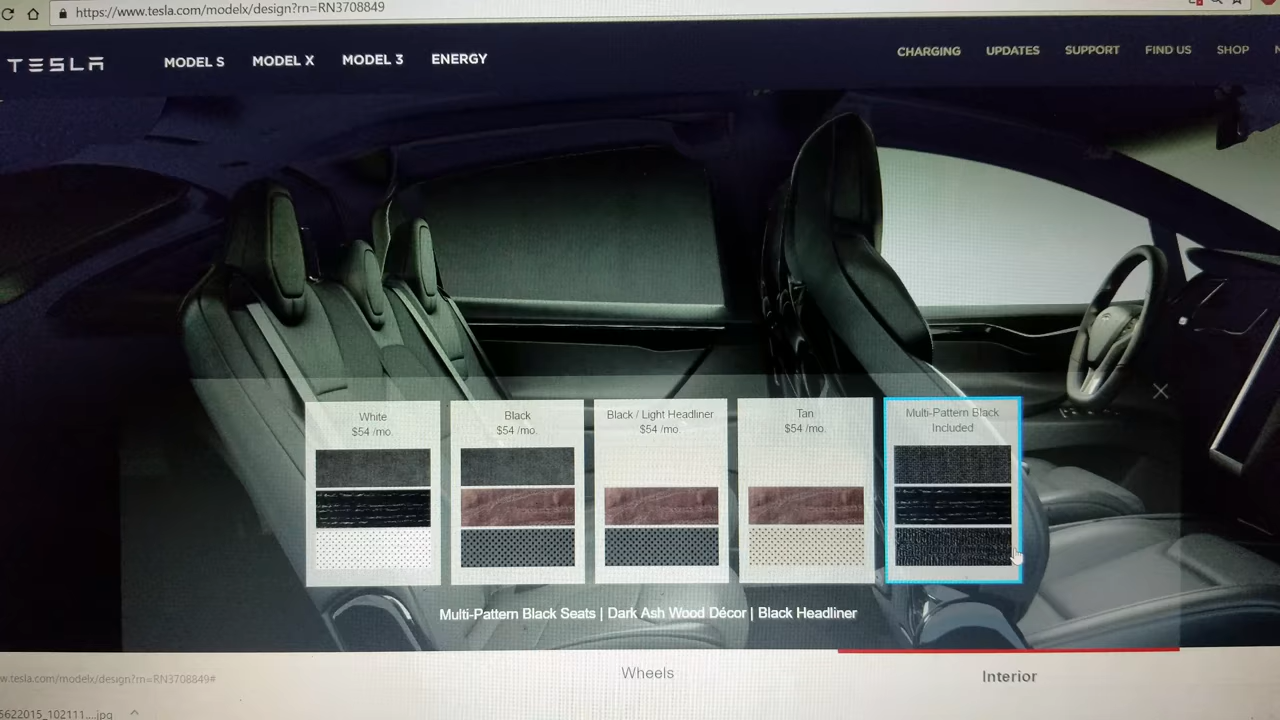 https://www.tesla.com/modelx/design?rn=RN3708849
TESLA MODEL S MODEL X MODEL 3 ENERGY CHARGING UPDATES SUPPORT FIND US SHOP
White
$54 /mo.
Black
$54 /mo.
Black / Light Headliner
$54 /mo.
Tan
$54 /mo.
Multi-Pattern Black
Included
Multi-Pattern Black Seats | Dark Ash Wood Décor | Black Headliner
Wheels Interior
w.tesla.com/modelx/design?rn=RN3708849#
5622015_102111....jpg